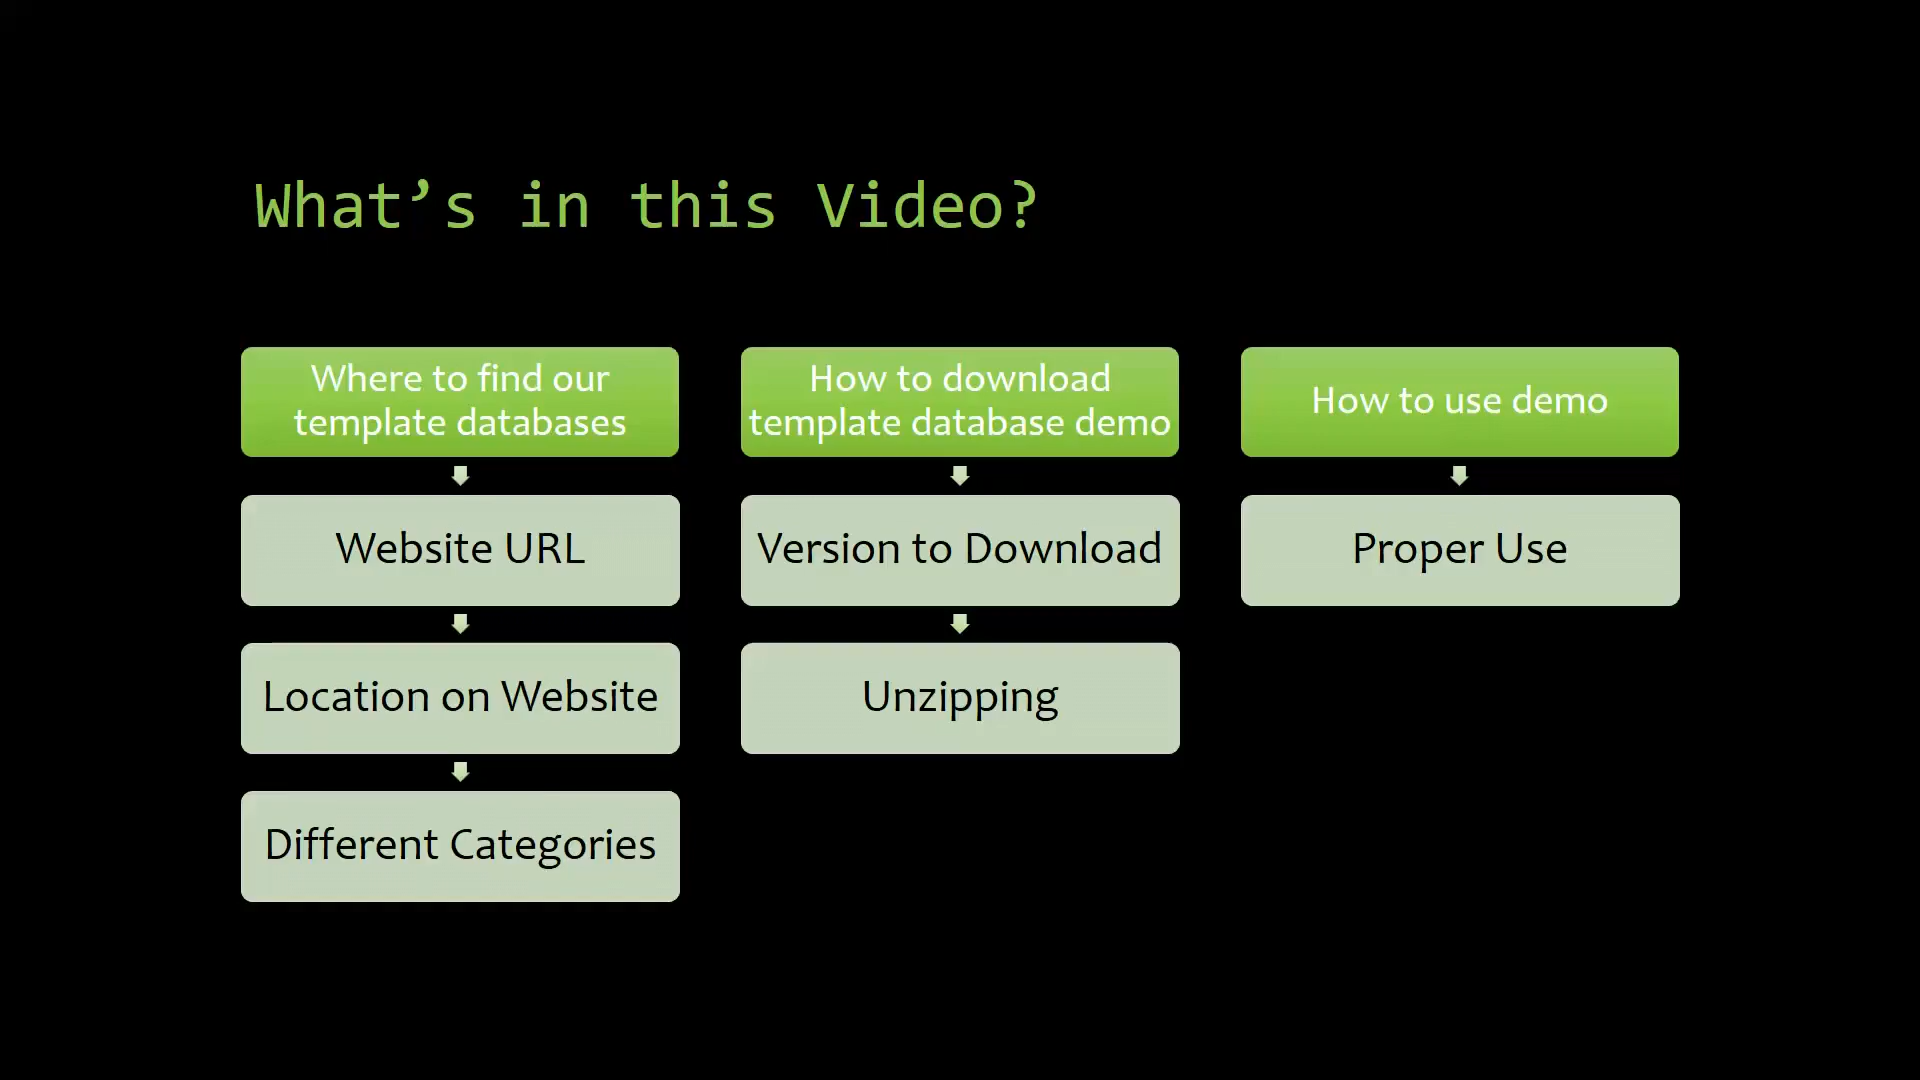 What’s in this Video?
Where to find our
template databases
Website URL
Location on Website
Different Categories
How to download
template database demo
Version to Download
Unzipping
How to use demo
Proper Use